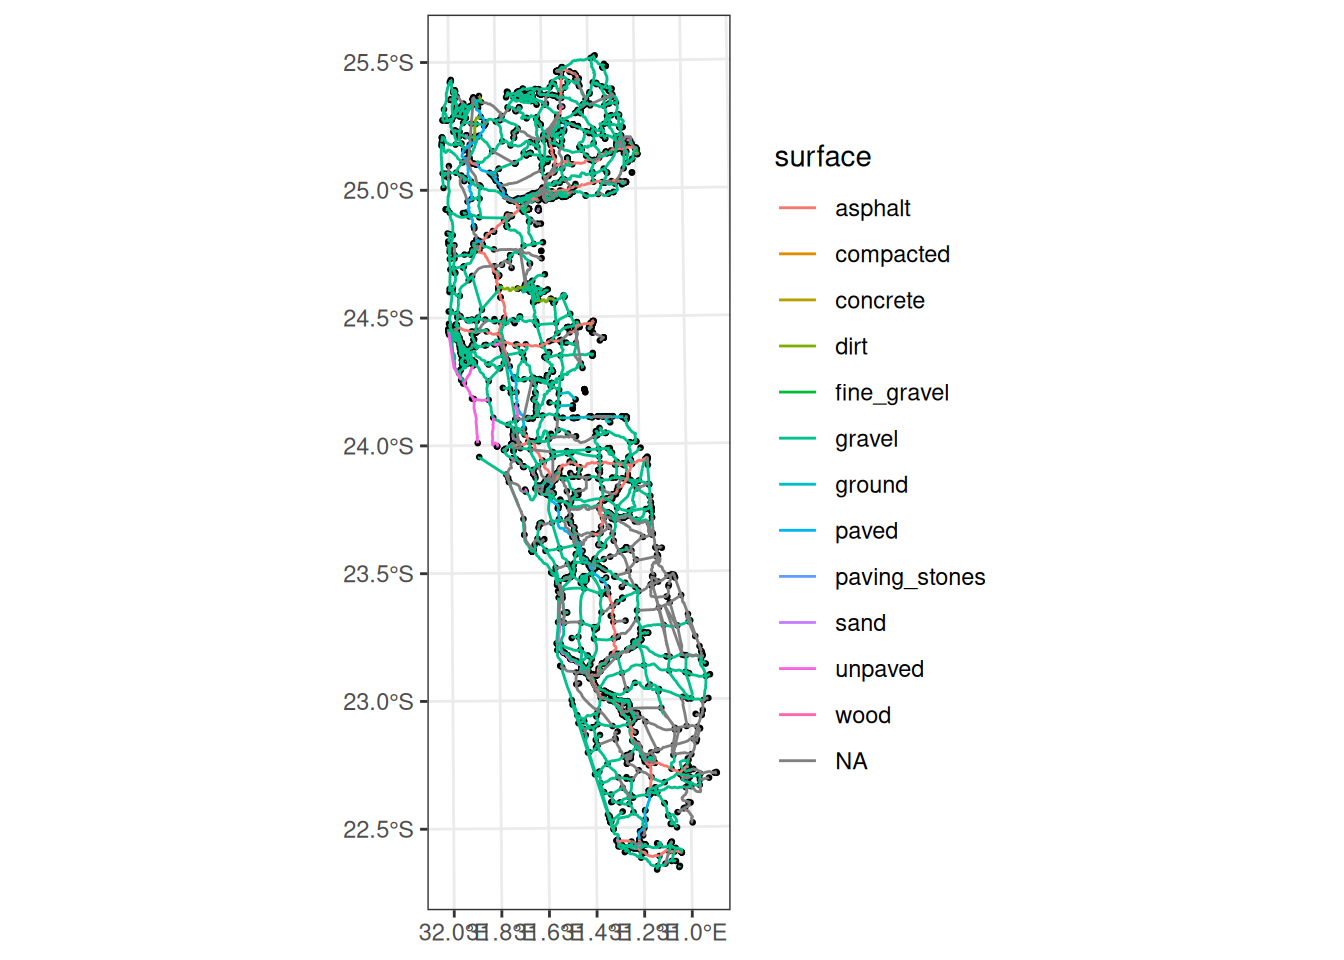 25.5°S
25.0°S
24.5°S
24.0°S
23.5°S
23.0°S
22.5°S
32.0°E 31.8°E 31.6°E 31.4°E 31.2°E 31.0°E
surface
asphalt
compacted
concrete
dirt
fine_gravel
gravel
ground
paved
paving_stones
sand
unpaved
wood
NA